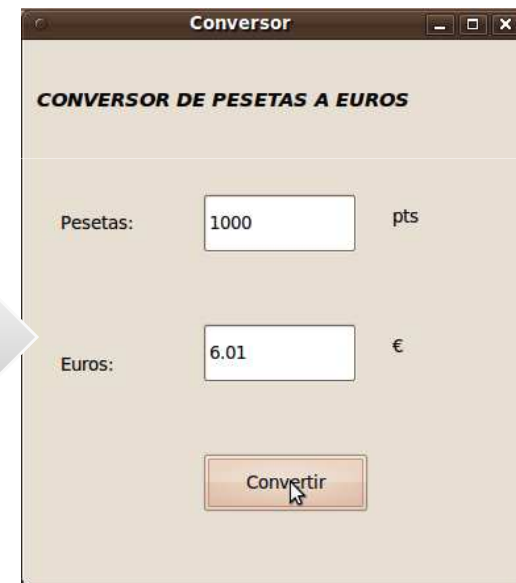 Conversor
CONVERSOR DE PESETAS A EUROS
Pesetas: 1000 pts
Euros: 6.01 €
Convertir